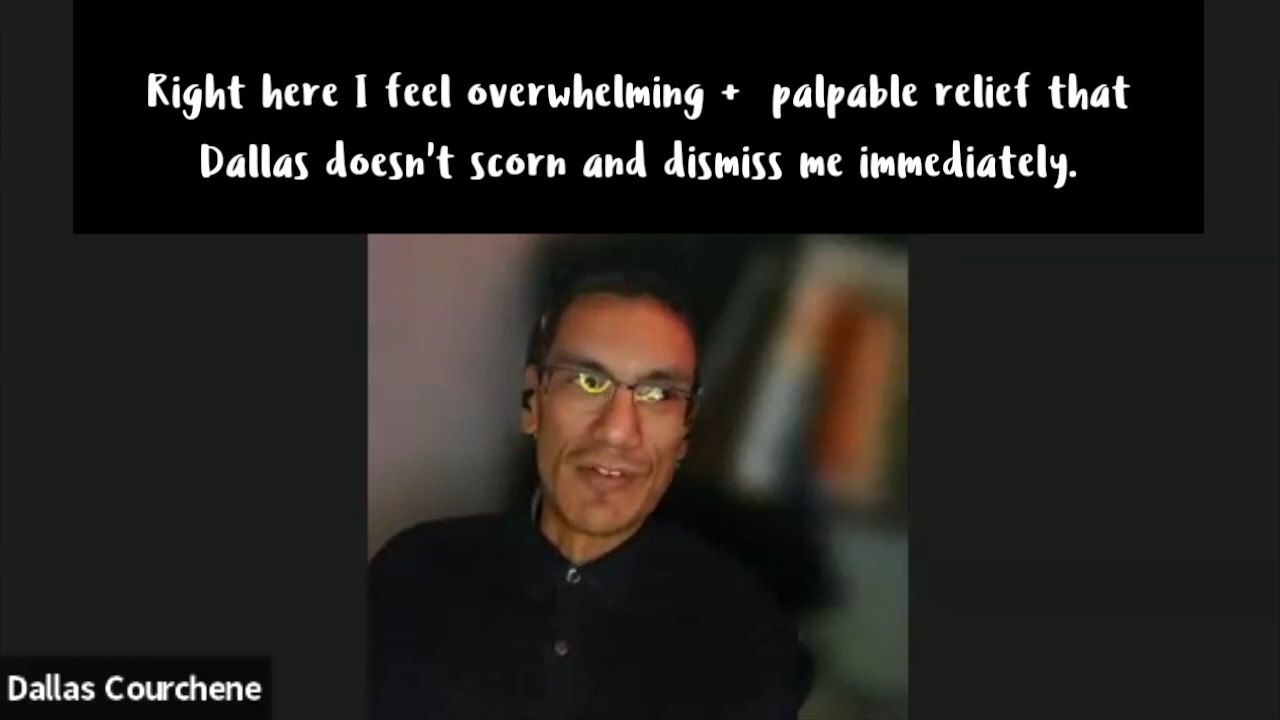 Right here I feel overwhelming + palpable relief that
Dallas doesn't scorn and dismiss me immediately.
Dallas Courchene